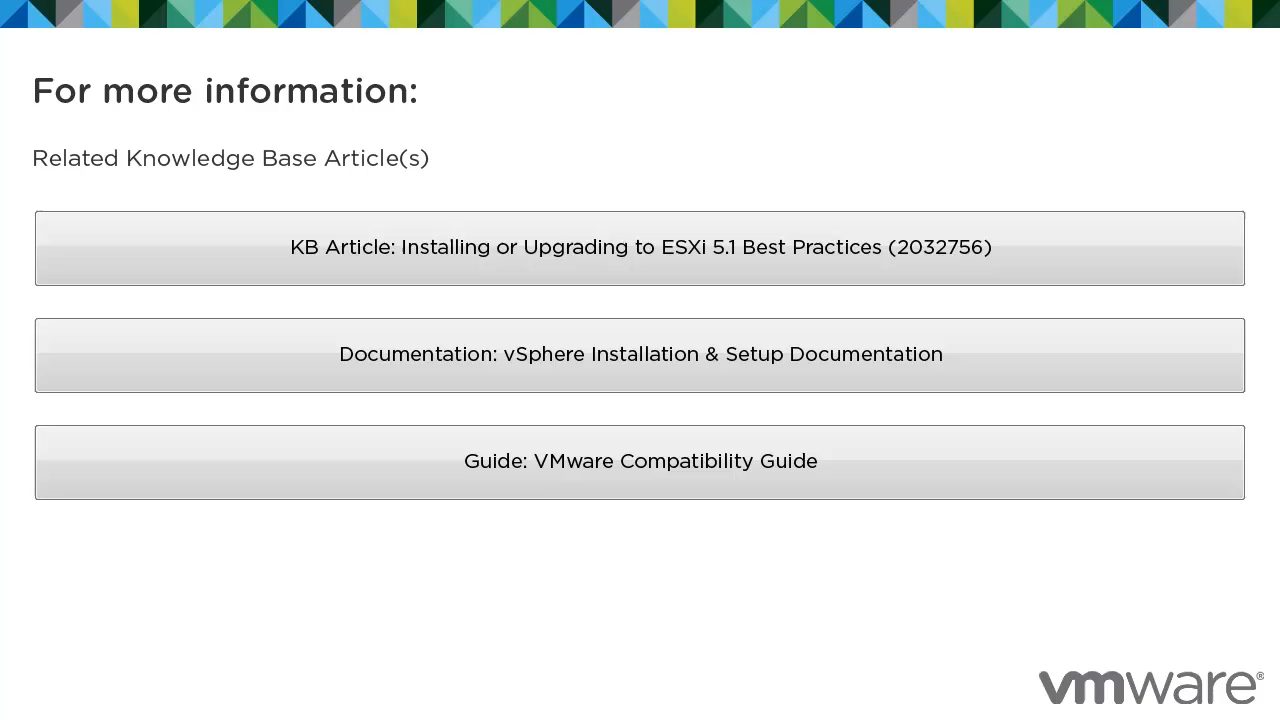 For more information:
Related Knowledge Base Article(s)
KB Article: Installing or Upgrading to ESXi 5.1 Best Practices (2032756)
Documentation: vSphere Installation & Setup Documentation
Guide: VMware Compatibility Guide
vmware®